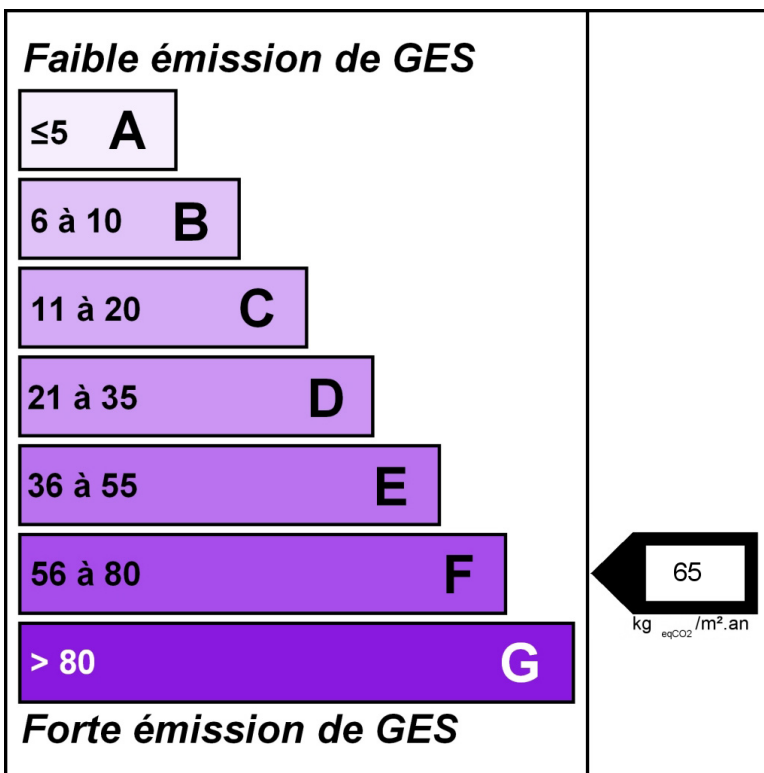 Faible émission de GES
≤5 A
6 à 10 B
11 à 20 C
21 à 35 D
36 à 55 E
56 à 80 F
65
kg eqCO2 /m².an
> 80 G
Forte émission de GES